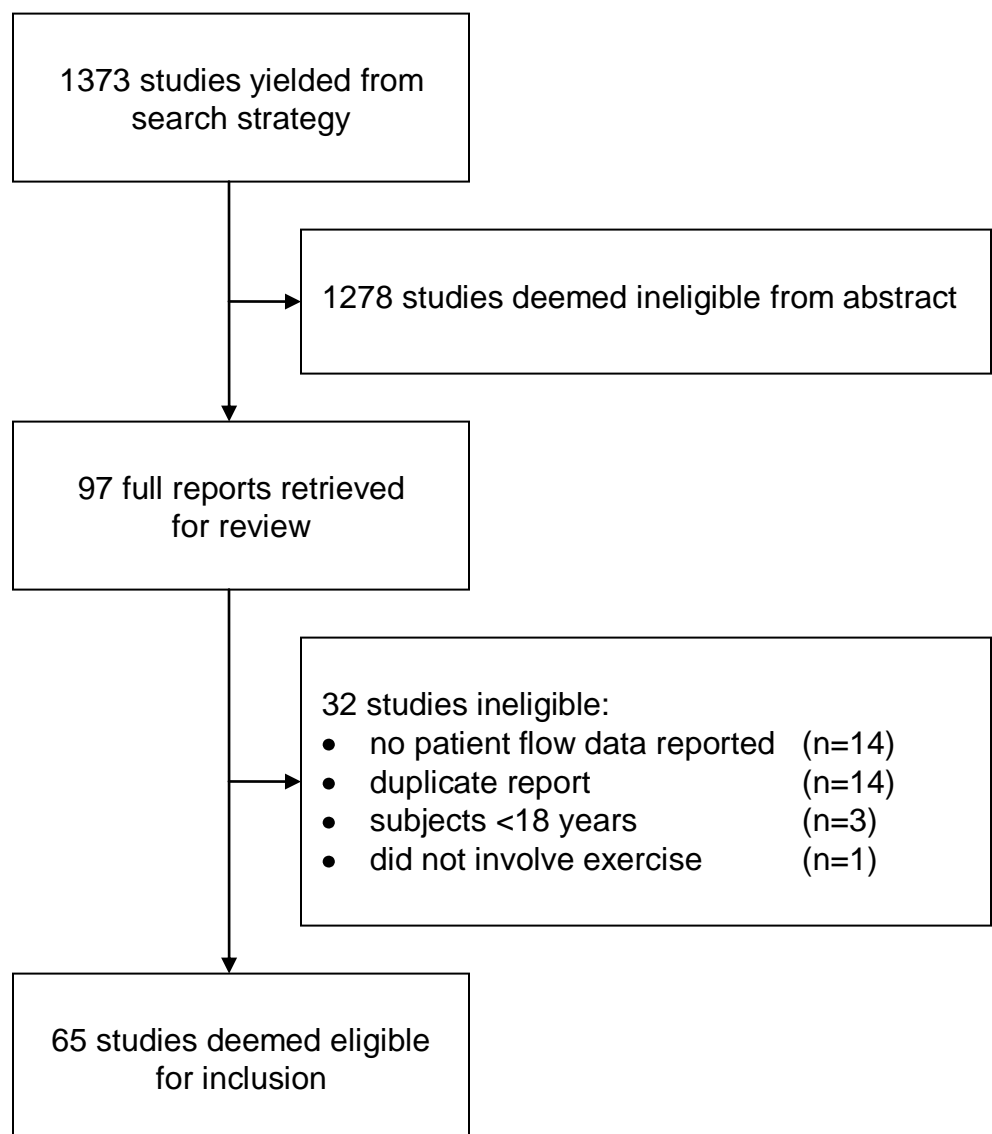 1373 studies yielded from
search strategy
1278 studies deemed ineligible from abstract
97 full reports retrieved
for review
32 studies ineligible:
• no patient flow data reported (n=14)
• duplicate report (n=14)
• subjects <18 years (n=3)
• did not involve exercise (n=1)
65 studies deemed eligible
for inclusion